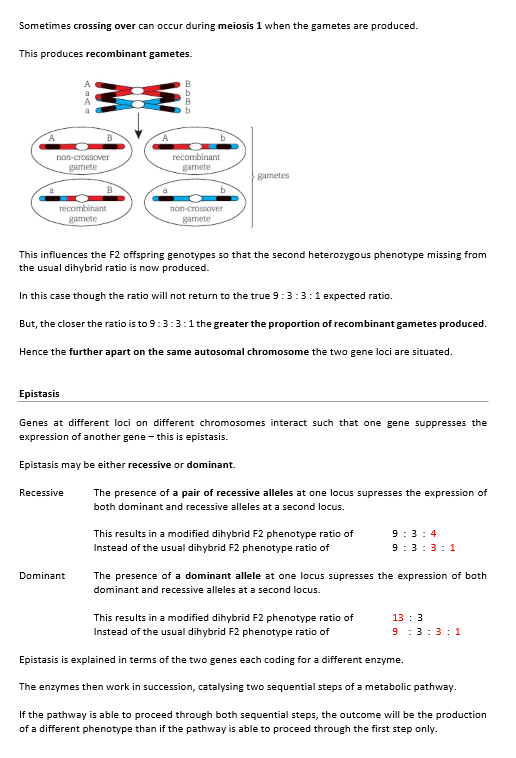 Sometimes crossing over can occur during meiosis 1 when the gametes are produced.
This produces recombinant gametes.
A B
a b
A B
a b
A B
non-crossover
gamete
A b
recombinant
gamete
gametes
a B
recombinant
gamete
a b
non-crossover
gamete
This influences the F2 offspring genotypes so that the second heterozygous phenotype missing from
the usual dihybrid ratio is now produced.
In this case though the ratio will not return to the true 9 : 3 : 3 : 1 expected ratio.
But, the closer the ratio is to 9 : 3 : 3 : 1 the greater the proportion of recombinant gametes produced.
Hence the further apart on the same autosomal chromosome the two gene loci are situated.
Epistasis
Genes at different loci on different chromosomes interact such that one gene suppresses the
expression of another gene – this is epistasis.
Epistasis may be either recessive or dominant.
Recessive The presence of a pair of recessive alleles at one locus supresses the expression of
both dominant and recessive alleles at a second locus.
This results in a modified dihybrid F2 phenotype ratio of 9 : 3 : 4
Instead of the usual dihybrid F2 phenotype ratio of 9 : 3 : 3 : 1
Dominant The presence of a dominant allele at one locus supresses the expression of both
dominant and recessive alleles at a second locus.
This results in a modified dihybrid F2 phenotype ratio of 13 : 3
Instead of the usual dihybrid F2 phenotype ratio of 9 : 3 : 3 : 1
Epistasis is explained in terms of the two genes each coding for a different enzyme.
The enzymes then work in succession, catalysing two sequential steps of a metabolic pathway.
If the pathway is able to proceed through both sequential steps, the outcome will be the production
of a different phenotype than if the pathway is able to proceed through the first step only.